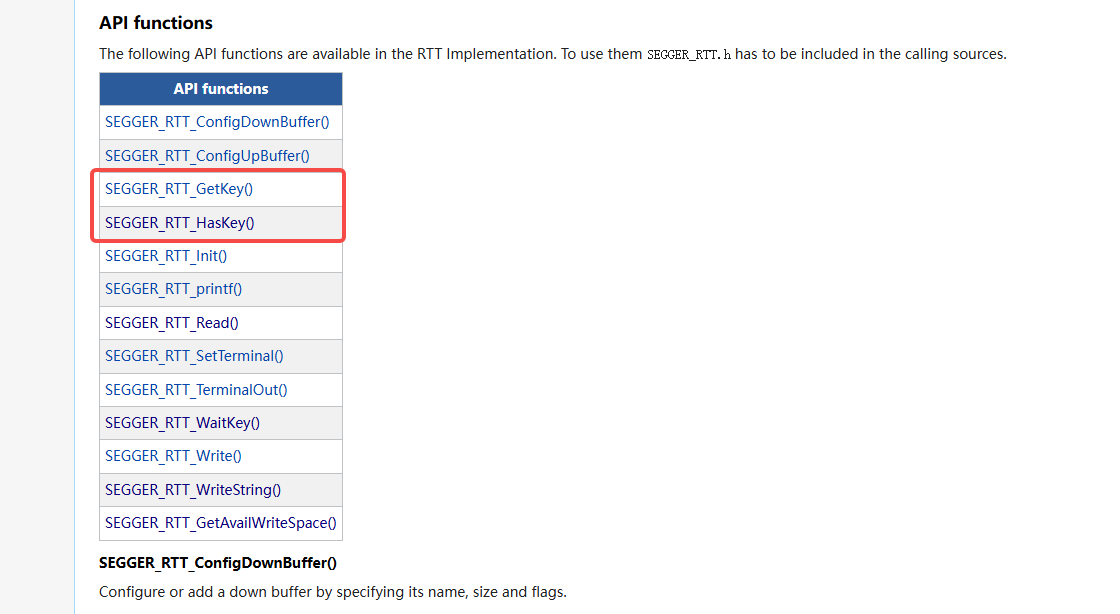 API functions
The following API functions are available in the RTT Implementation. To use them SEGGER_RTT.h has to be included in the calling sources.
API functions
SEGGER_RTT_ConfigDownBuffer()
SEGGER_RTT_ConfigUpBuffer()
SEGGER_RTT_GetKey()
SEGGER_RTT_HasKey()
SEGGER_RTT_Init()
SEGGER_RTT_printf()
SEGGER_RTT_Read()
SEGGER_RTT_SetTerminal()
SEGGER_RTT_TerminalOut()
SEGGER_RTT_WaitKey()
SEGGER_RTT_Write()
SEGGER_RTT_WriteString()
SEGGER_RTT_GetAvailWriteSpace()
SEGGER_RTT_ConfigDownBuffer()
Configure or add a down buffer by specifying its name, size and flags.